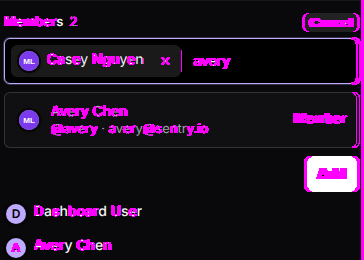 Members 2
Cancel
ML Casey Nguyen × avery
ML Avery Chen
@avery · avery@sentry.io
Member
Add
D Dashboard User
A Avery Chen